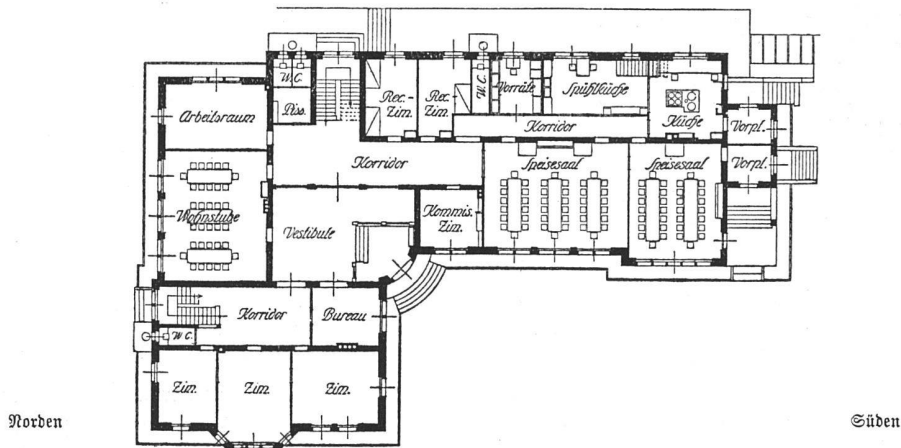 W.C.
Piss.
Rec.-
Zim.
Rec.
Zim.
W.C.
Vorräte
Spühlküche
Küche
Arbeitsraum
Korridor
Vorpl.
Vorpl.
Korridor
Speisesaal
Speisesaal
Wohnstube
Vestibule
Kommis.
Zim.
Korridor
Bureau
W.C.
Zim.
Zim.
Zim.
Norden
Süden